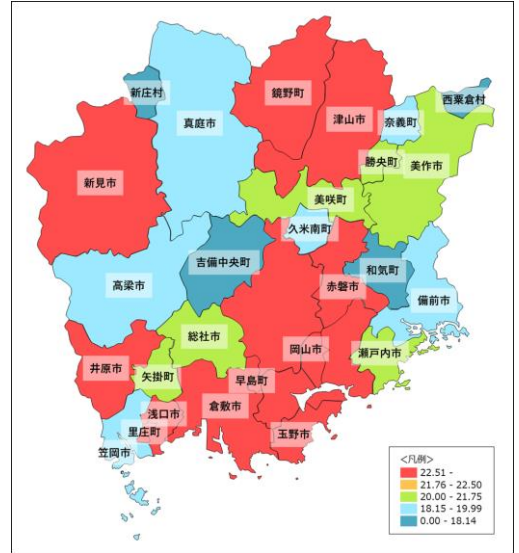 鏡野町
新庄村
西粟倉村
津山市
奈義町
真庭市
勝央町
美作市
新見市
美咲町
久米南町
吉備中央町
和気町
高梁市
赤磐市
備前市
総社市
岡山市
瀬戸内市
井原市
矢掛町
早島町
浅口市
倉敷市
里庄町
玉野市
笠岡市
<凡例>
22.51 -
21.76 - 22.50
20.00 - 21.75
18.15 - 19.99
0.00 - 18.14